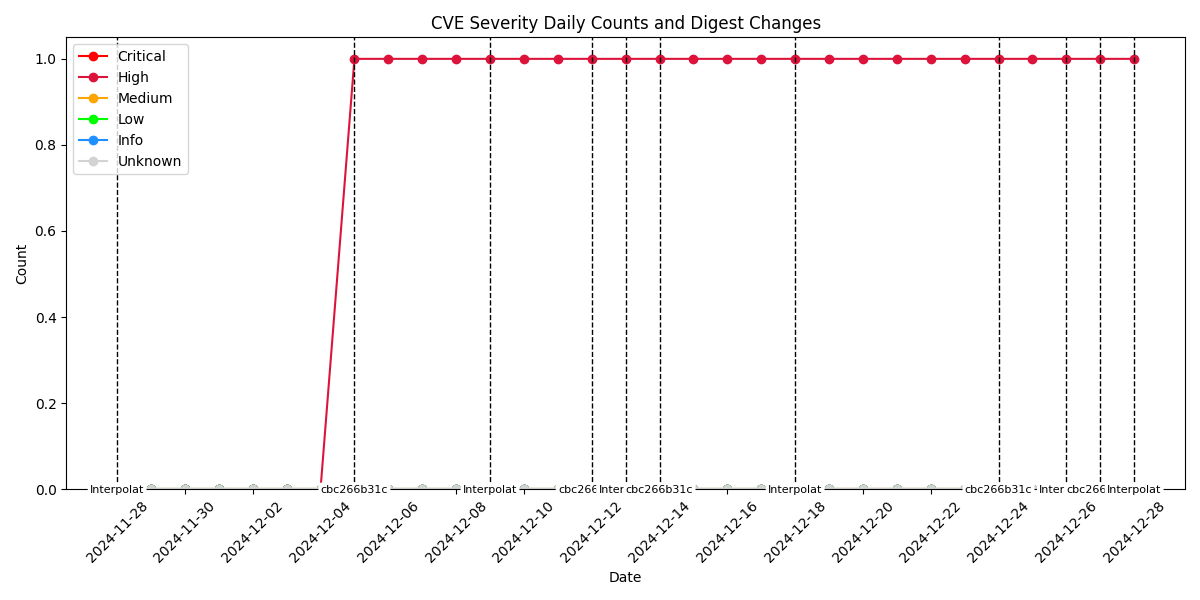 CVE Severity Daily Counts and Digest Changes
Critical
High
Medium
Low
Info
Unknown
1.0
0.8
0.6
0.4
0.2
0.0
Count
Interpolat
cbc266b31c
Interpolat
cbc266
Inter
cbc266b31c
Interpolat
cbc266b31c
Inter
cbc266
Interpolat
2024-11-28
2024-11-30
2024-12-02
2024-12-04
2024-12-06
2024-12-08
2024-12-10
2024-12-12
2024-12-14
2024-12-16
2024-12-18
2024-12-20
2024-12-22
2024-12-24
2024-12-26
2024-12-28
Date